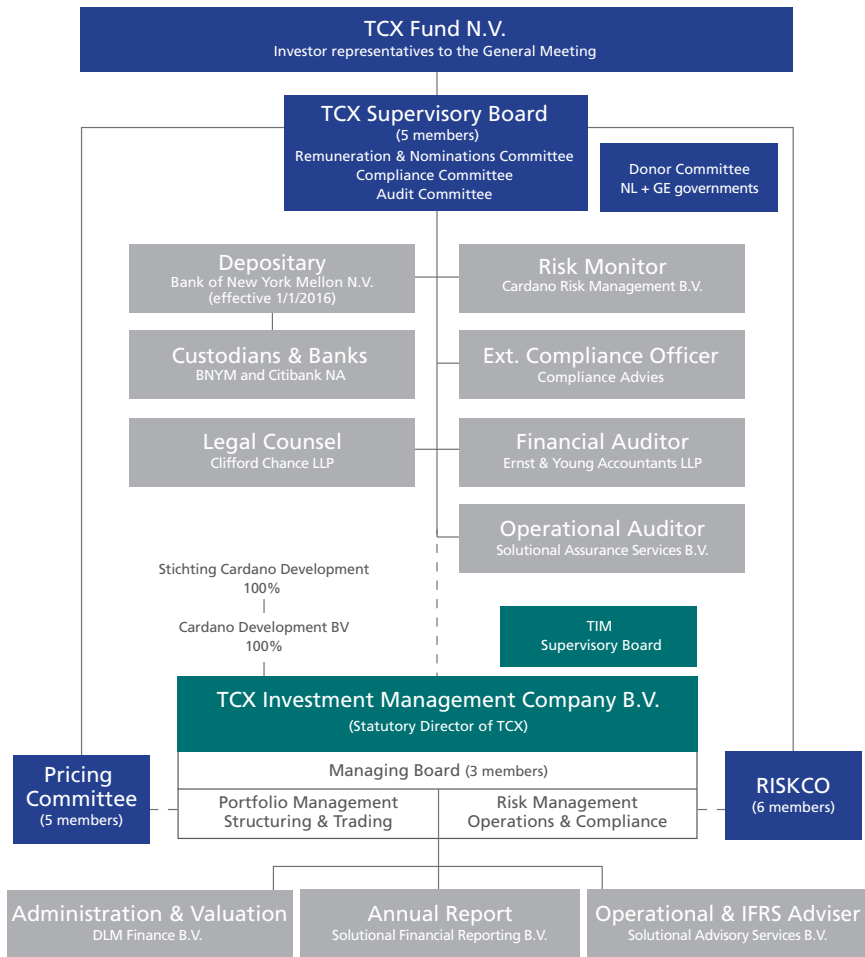 TCX Fund N.V.
Investor representatives to the General Meeting
TCX Supervisory Board
(5 members)
Remuneration & Nominations Committee
Compliance Committee
Audit Committee
Donor Committee
NL + GE governments
Depositary
Bank of New York Mellon N.V.
(effective 1/1/2016)
Risk Monitor
Cardano Risk Management B.V.
Custodians & Banks
BNYM and Citibank NA
Ext. Compliance Officer
Compliance Advies
Legal Counsel
Clifford Chance LLP
Financial Auditor
Ernst & Young Accountants LLP
Operational Auditor
Solutional Assurance Services B.V.
Stichting Cardano Development
100%
Cardano Development BV
100%
TIM
Supervisory Board
TCX Investment Management Company B.V.
(Statutory Director of TCX)
Managing Board (3 members)
Portfolio Management
Structuring & Trading
Risk Management
Operations & Compliance
Pricing
Committee
(5 members)
RISKCO
(6 members)
Administration & Valuation
DLM Finance B.V.
Annual Report
Solutional Financial Reporting B.V.
Operational & IFRS Adviser
Solutional Advisory Services B.V.